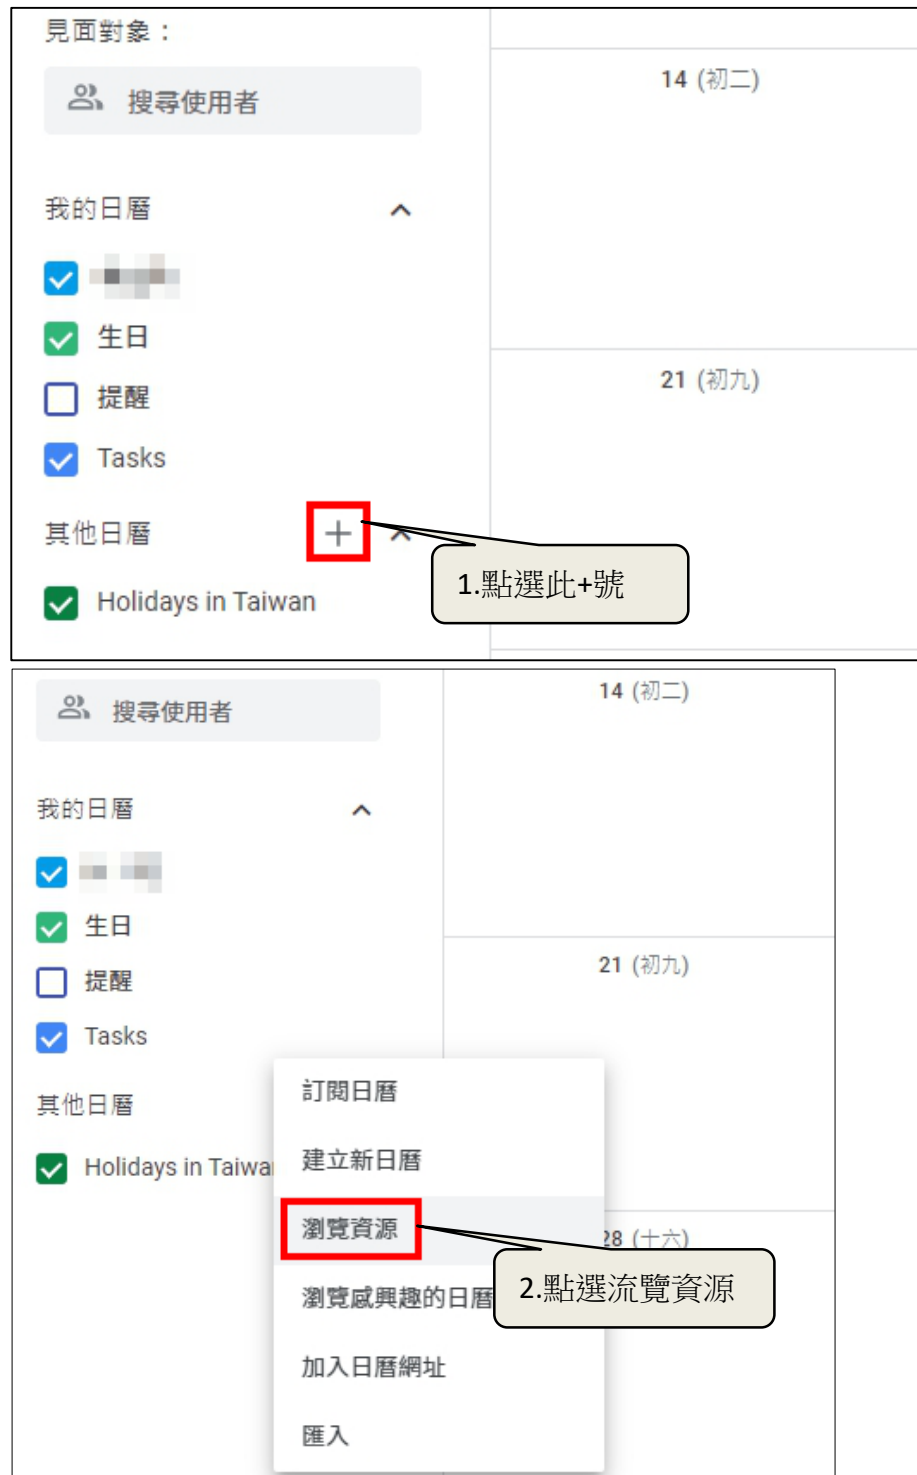 見面對象：
搜尋使用者
14 (初二)
我的日曆
生日
21 (初九)
提醒
Tasks
其他日曆
1.點選此+號
Holidays in Taiwan
搜尋使用者
14 (初二)
我的日曆
生日
21 (初九)
提醒
Tasks
訂閱日曆
其他日曆
建立新日曆
Holidays in Taiwa
瀏覽資源
28 (十六)
2.點選流覽資源
瀏覽感興趣的日曆
加入日曆網址
匯入